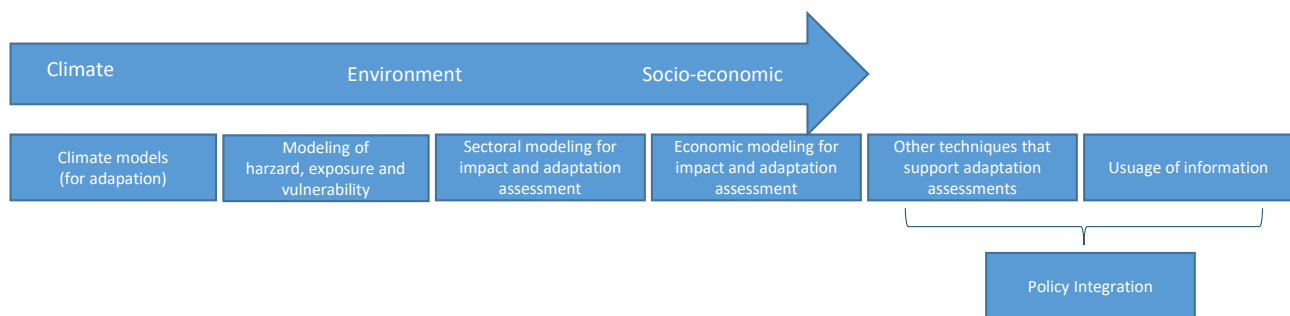 Climate
Environment
Socio-economic
Climate models
(for adapation)
Modeling of
harzard, exposure and
vulnerability
Sectoral modeling for
impact and adaptation
assessment
Economic modeling for
impact and adaptation
assessment
Other techniques that
support adaptation
assessments
Usuage of information
Policy Integration